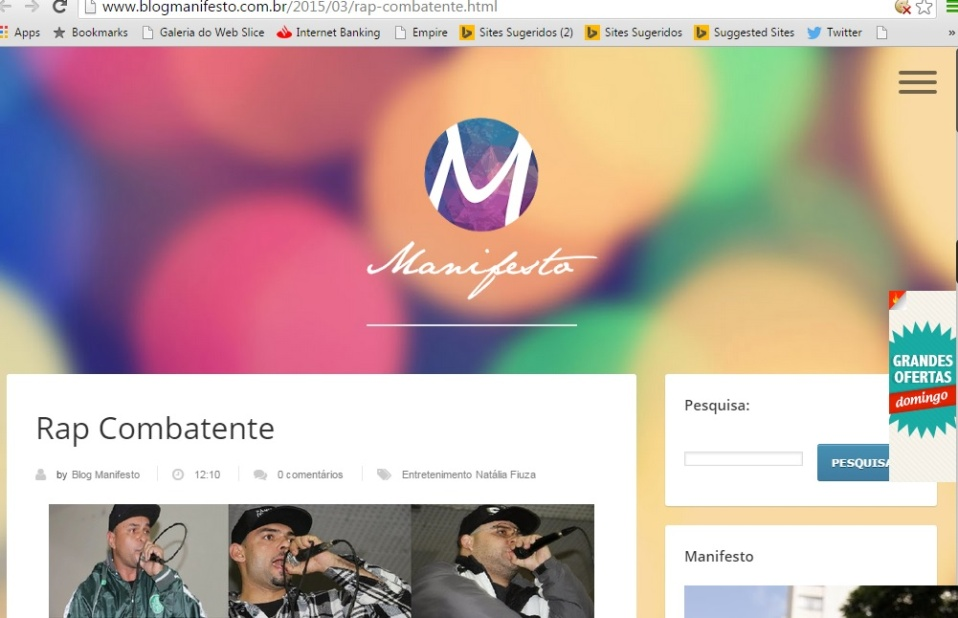 www.blogmanifesto.com.br/2015/03/rap-combatente.html
Apps Bookmarks Galeria do Web Slice Internet Banking Empire Sites Sugeridos (2) Sites Sugeridos Suggested Sites Twitter »
M
Manifesto
GRANDES
OFERTAS
domingo
Rap Combatente
by Blog Manifesto 12:10 0 comentários Entretenimento Natália Fiuza
Pesquisa:
PESQUISA
Manifesto